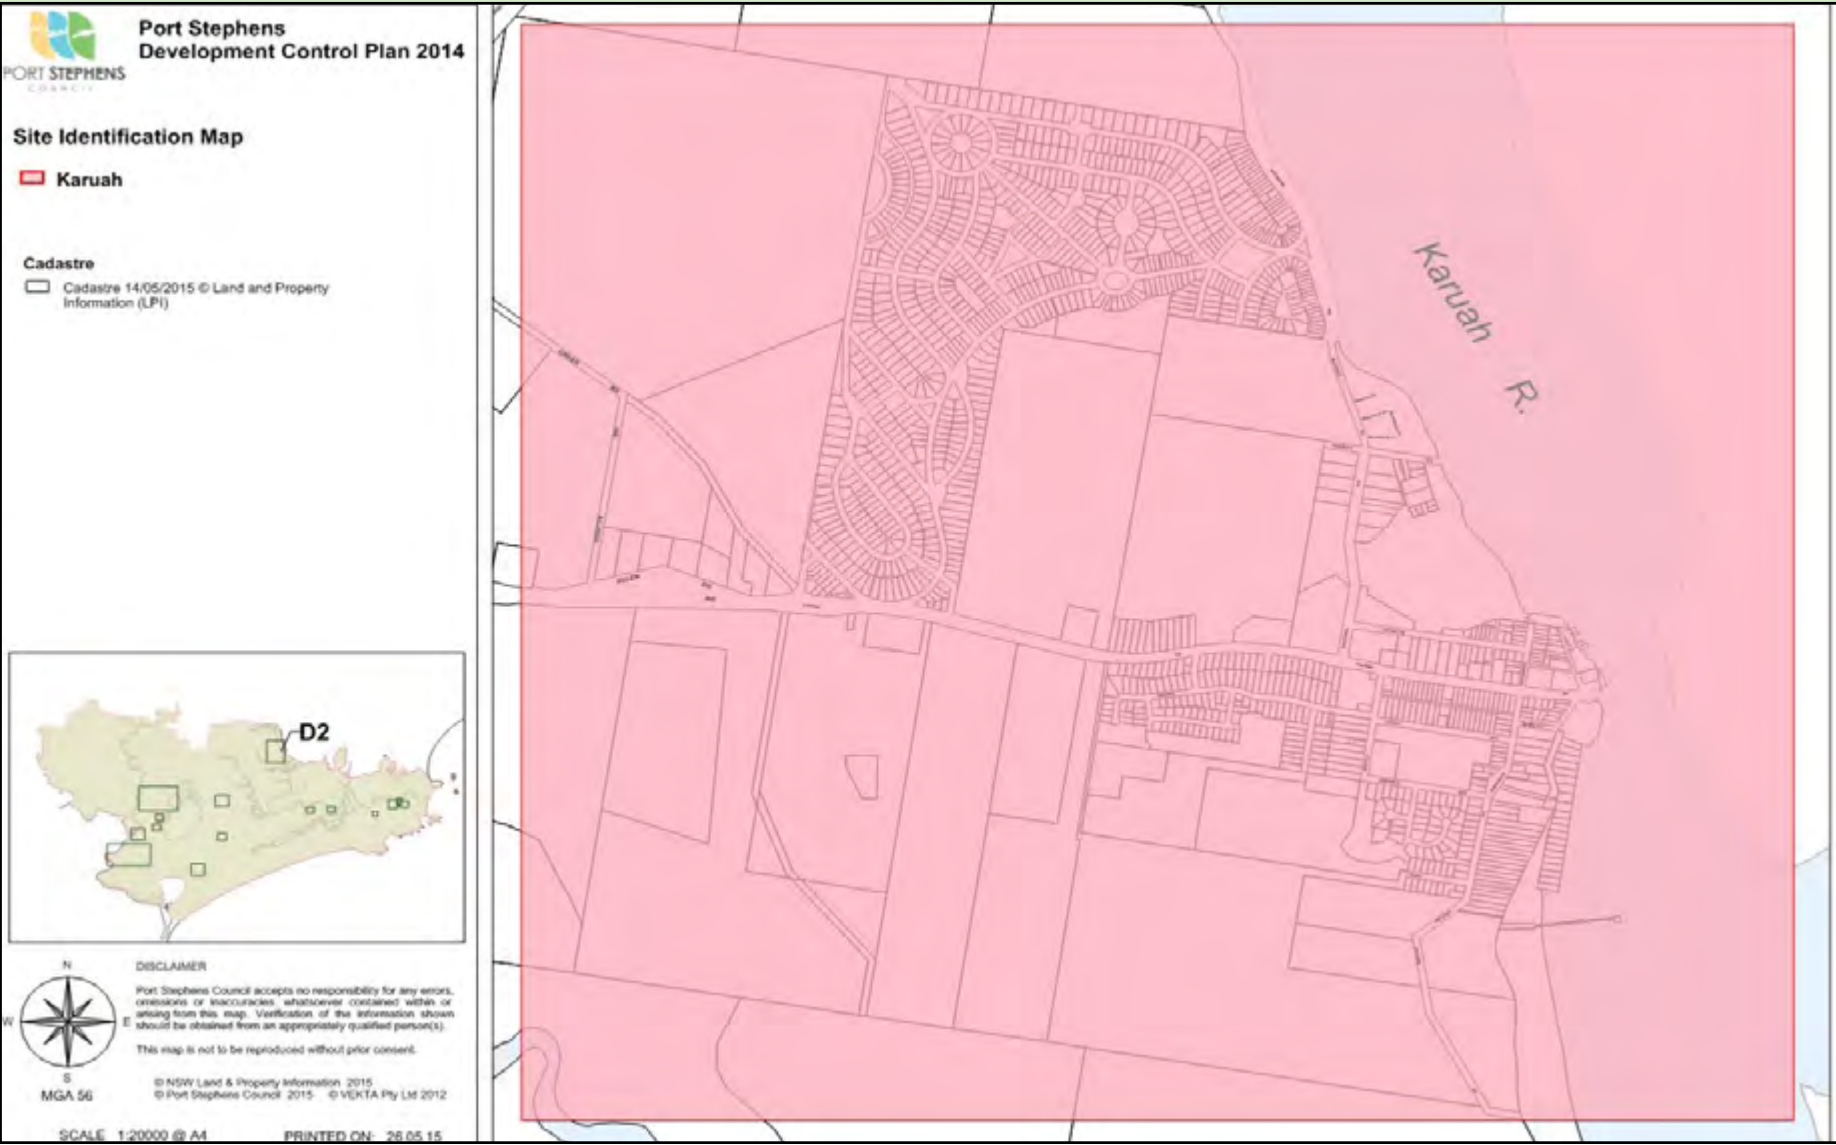 PORT STEPHENS
COUNCIL
Port Stephens
Development Control Plan 2014
Site Identification Map
Karuah
Cadastre
Cadastre 14/05/2015 © Land and Property
Information (LPI)
D2
N
W
E
S
MGA 56
DISCLAIMER
Port Stephens Council accepts no responsibility for any errors,
omissions or inaccuracies whatsoever contained within or
arising from this map. Verification of the information shown
should be obtained from an appropriately qualified person(s).
This map is not to be reproduced without prior consent.
© NSW Land & Property Information 2015
© Port Stephens Council 2015 © VEKTA Pty Ltd 2012
SCALE 1:20000 @ A4
PRINTED ON: 26.05.15
Karuah
R.